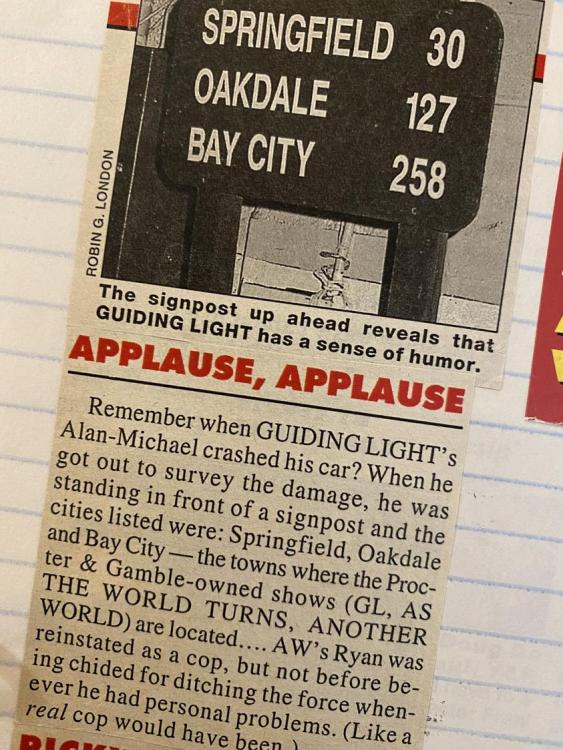 SPRINGFIELD 30
OAKDALE 127
BAY CITY 258
ROBIN G. LONDON
The signpost up ahead reveals that
GUIDING LIGHT has a sense of humor.
APPLAUSE, APPLAUSE
Remember when GUIDING LIGHT's
Alan-Michael crashed his car? When he
got out to survey the damage, he was
standing in front of a signpost and the
cities listed were: Springfield, Oakdale
and Bay City — the towns where the Proc-
ter & Gamble-owned shows (GL, AS
THE WORLD TURNS, ANOTHER
WORLD) are located.... AW's Ryan was
reinstated as a cop, but not before be-
ing chided for ditching the force when-
ever he had personal problems. (Like a
real cop would have been.)